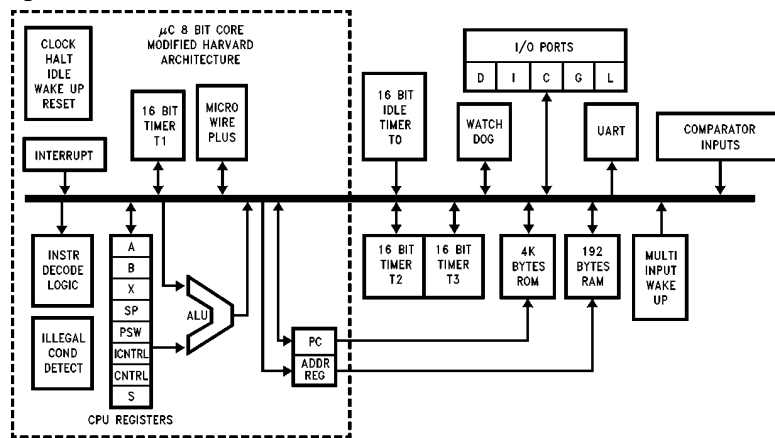 µC 8 BIT CORE
MODIFIED HARVARD
ARCHITECTURE
CLOCK
HALT
IDLE
WAKE UP
RESET
I/O PORTS
D I C G L
16 BIT
TIMER
T1
MICRO
WIRE
PLUS
16 BIT
IDLE
TIMER
T0
WATCH
DOG
UART
COMPARATOR
INPUTS
INTERRUPT
INSTR
DECODE
LOGIC
A
B
X
SP
PSW
ICNTRL
CNTRL
S
CPU REGISTERS
ALU
ILLEGAL
COND
DETECT
PC
ADDR
REG
16 BIT
TIMER
T2
16 BIT
TIMER
T3
4K
BYTES
ROM
192
BYTES
RAM
MULTI
INPUT
WAKE
UP